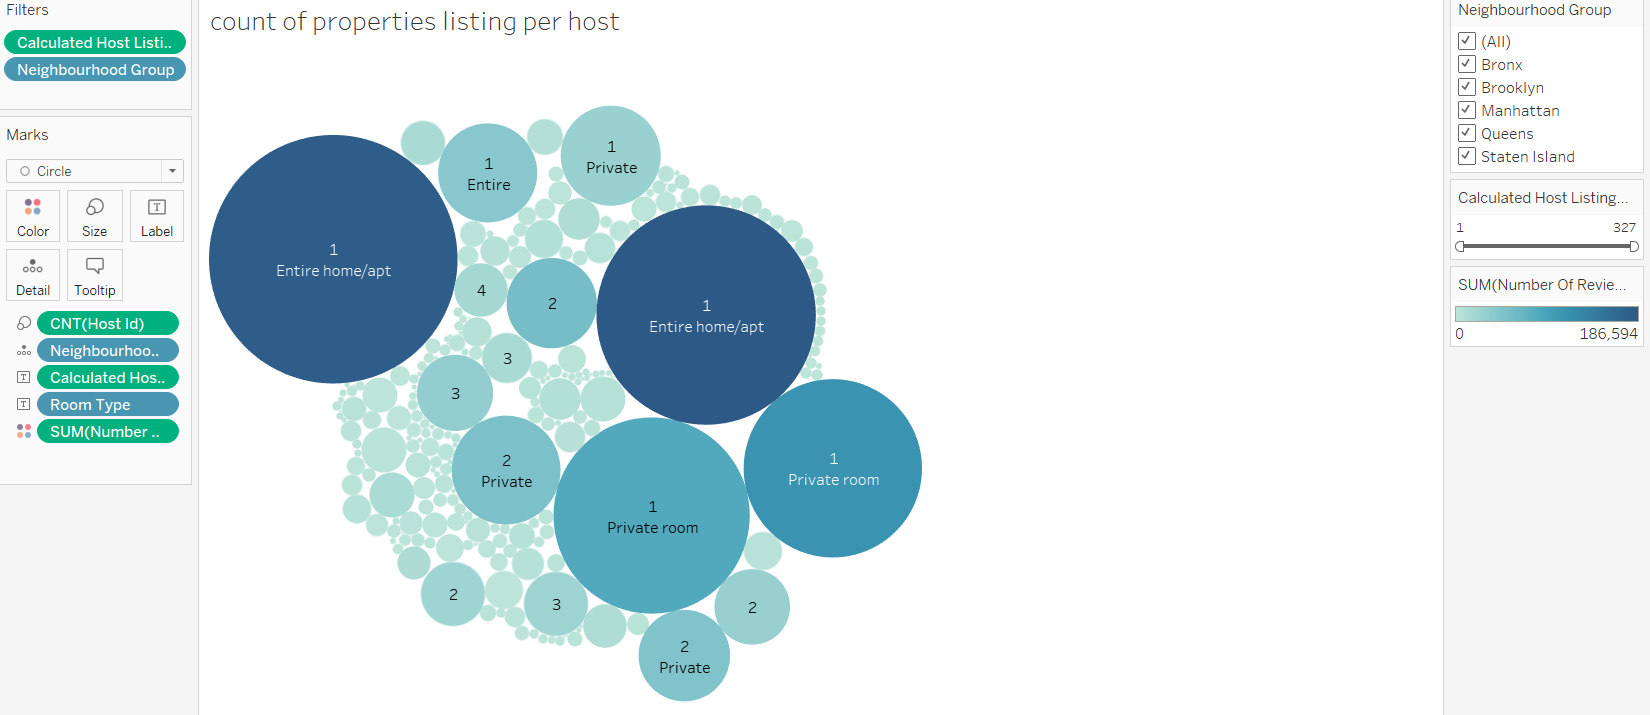 Filters
Calculated Host Listi..
Neighbourhood Group
Marks
Circle
Color
Size
Label
Detail
Tooltip
CNT(Host Id)
Neighbourhoo..
Calculated Hos..
Room Type
SUM(Number ..
count of properties listing per host
1
Entire home/apt
1
Entire
1
Private
4
2
1
Entire home/apt
3
3
2
Private
1
Private room
1
Private room
2
3
2
2
Private
Neighbourhood Group
(All)
Bronx
Brooklyn
Manhattan
Queens
Staten Island
Calculated Host Listing...
1 327
SUM(Number Of Revie...
0 186,594